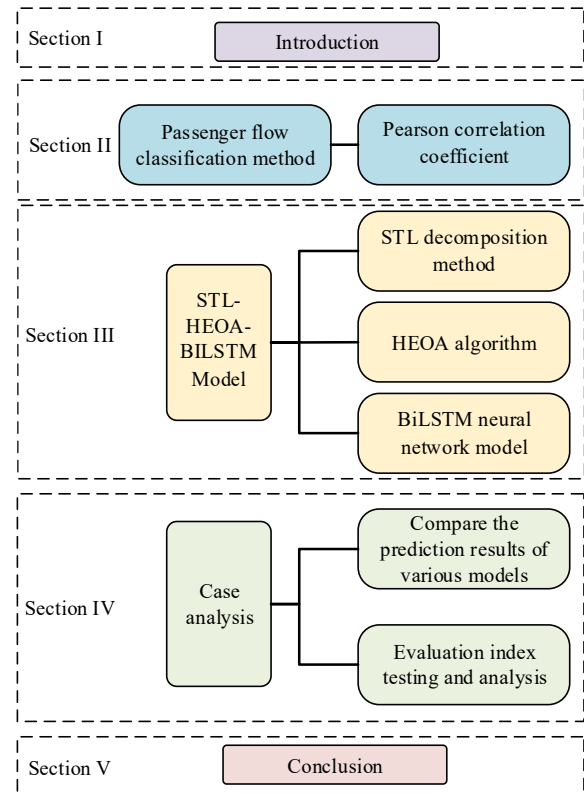 Section I
Introduction
Section II
Passenger flow
classification method
Pearson correlation
coefficient
Section III
STL-
HEOA-
BILSTM
Model
STL decomposition
method
HEOA algorithm
BiLSTM neural
network model
Section IV
Case
analysis
Compare the
prediction results of
various models
Evaluation index
testing and analysis
Section V
Conclusion